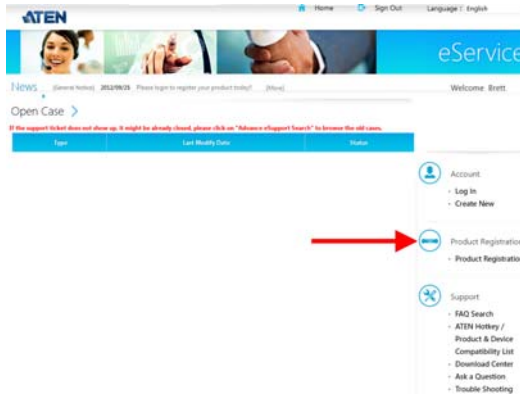 ATEN
Home
Sign Out
Language : English
eService
News
[General Notice] 2012/09/25 Please login to register your product today!! [More]
Welcome Brett
Open Case >
If the support ticket does not show up, it might be already closed, please click on "Advance eSupport Search" to browse the old cases.
Type
Last Modify Date
Status
Account
- Log In
- Create New
Product Registration
- Product Registration
Support
- FAQ Search
- ATEN Hotkey /
Product & Device
Compatibility List
- Download Center
- Ask a Question
- Trouble Shooting